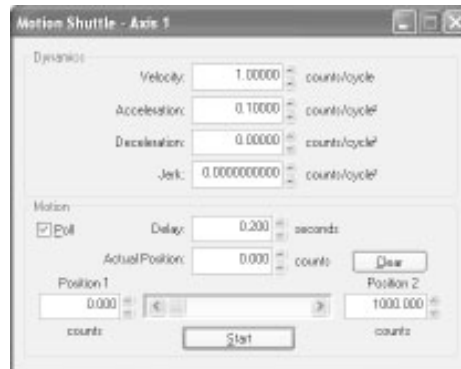 Motion Shuttle - Axis 1
Dynamics
Velocity: 1.00000 counts/cycle
Acceleration: 0.10000 counts/cycle²
Deceleration: 0.00000 counts/cycle²
Jerk: 0.0000000000 counts/cycle³
Motion
Poll Delay: 0.200 seconds
Actual Position: 0.000 counts Clear
Position 1 Position 2
0.000 1000.000
counts Start counts